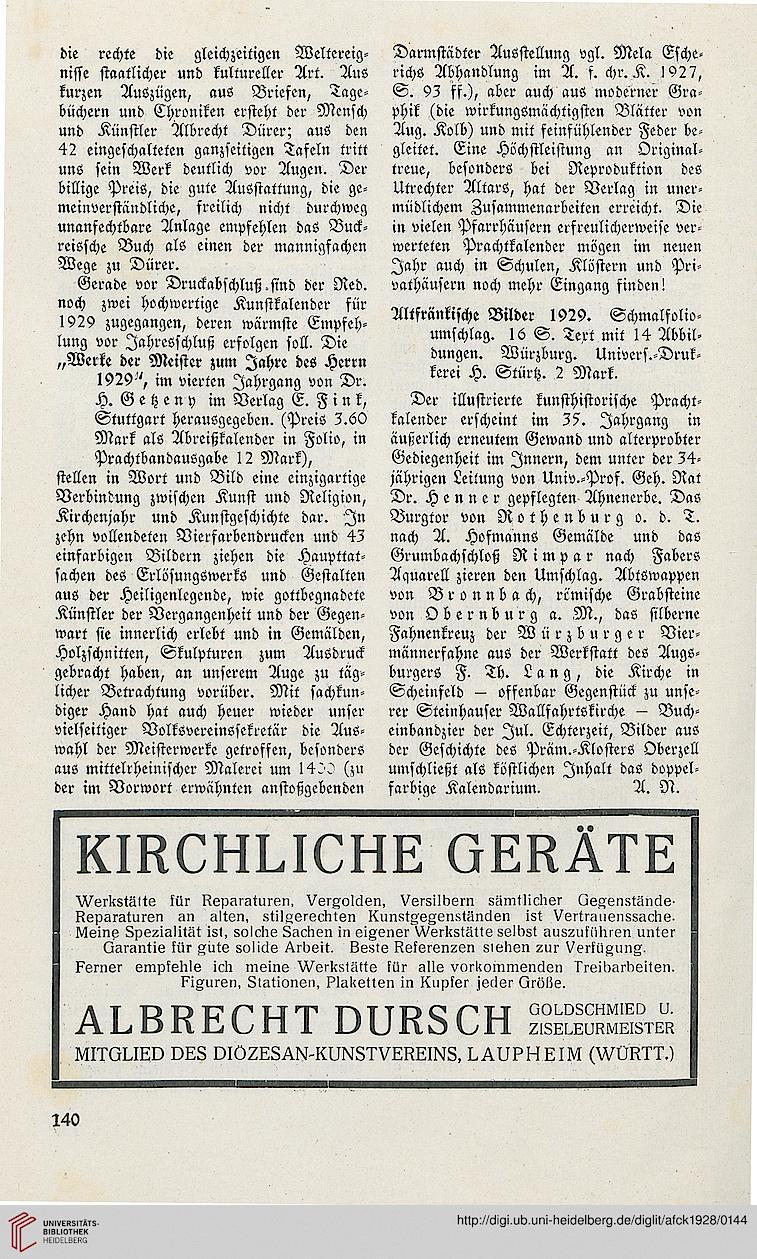 die rechte die gleichzeitigen Weltereig-
nisse staatlicher und kultureller Art. Aus
kurzen Auszügen, aus Briefen, Tage-
büchern und Chroniken ersteht der Mensch
und Künstler Albrecht Dürer; aus den
42 eingeschalteten ganzseitigen Tafeln tritt
uns sein Werk deutlich vor Augen. Der
billige Preis, die gute Ausstattung, die ge-
meinverständliche, freilich nicht durchweg
unanfechtbare Anlage empfehlen das Buck-
reissche Buch als einen der mannigfachen
Wege zu Dürer.
Gerade vor Druckabschluß sind der Red.
noch zwei hochwertige Kunstkalender für
1929 zugegangen, deren wärmste Empfeh-
lung vor Jahresschluß erfolgen soll. Die
„Werke der Meister zum Jahre des Herrn
1929", im vierten Jahrgang von Dr.
H. Getzeny im Verlag E. Fink,
Stuttgart herausgegeben. (Preis 3.60
Mark als Abreißkalender in Folio, in
Prachtbandausgabe 12 Mark),
stellen in Wort und Bild eine einzigartige
Verbindung zwischen Kunst und Religion,
Kirchenjahr und Kunstgeschichte dar. In
zehn vollendeten Vierfarbendrucken und 43
einfarbigen Bildern ziehen die Haupttat-
sachen des Erlösungswerks und Gestalten
aus der Heiligenlegende, wie gottbegnadete
Künstler der Vergangenheit und der Gegen-
wart sie innerlich erlebt und in Gemälden,
Holzschnitten, Skulpturen zum Ausdruck
gebracht haben, an unserem Auge zu täg-
licher Betrachtung vorüber. Mit sachkun-
diger Hand hat auch heuer wieder unser
vielseitiger Volksvereinssekretär die Aus-
wahl der Meisterwerke getroffen, besonders
aus mittelrheinischer Malerei um 1400 (zu
der im Vorwort erwähnten anstoßgebenden
Darmstädter Ausstellung vgl. Mela Esche-
richs Abhandlung im A. f. chr. K. 1927,
S. 93 ff.), aber auch aus moderner Gra-
phik (die wirkungsmächtigsten Blätter von
Aug. Kolb) und mit feinfühlender Feder be-
gleitet. Eine Höchstleistung an Original-
treue, besonders bei Reproduktion des
Utrechter Altars, hat der Verlag in uner-
müdlichem Zusammenarbeiten erreicht. Die
in vielen Pfarrhäusern erfreulicherweise ver-
werteten Prachtkalender mögen im neuen
Jahr auch in Schulen, Klöstern und Pri-
vathäusern noch mehr Eingang finden!
Altfränkische Bilder 1929. Schmalfolio-
umschlag. 16 S. Text mit 14 Abbil-
dungen. Würzburg. Univers.-Druk-
kerei H. Stürtz. 2 Mark.
Der illustrierte kunsthistorische Pracht-
kalender erscheint im 35. Jahrgang in
äußerlich erneutem Gewand und alterprobter
Gediegenheit im Innern, dem unter der 34-
jährigen Leitung von Univ.-Prof. Geh. Rat
Dr. Henner gepflegten Ahnenerbe. Das
Burgtor von Rothenburg o. d. T.
nach A. Hofmanns Gemälde und das
Grumbachschloß Rimpar nach Fabers
Aquarell zieren den Umschlag. Abtswappen
von Bronnbach, römische Grabsteine
von Obernburg a. M., das silberne
Fahnenkreuz der Würzburger Vier-
männerfahne aus der Werkstatt des Augs-
burgers F. Th. Lang, die Kirche in
Scheinfeld — offenbar Gegenstück zu unse-
rer Steinhauser Wallfahrtskirche — Buch-
einbandzier der Jul. Echterzeit, Bilder aus
der Geschichte des Präm.-Klosters Oberzell
umschließt als köstlichen Inhalt das doppel-
farbige Kalendarium. A. N.
KIRCHLICHE GERÄTE
Werkstätte für Reparaturen, Vergolden, Versilbern sämtlicher Gegenstände-
Reparaturen an alten, stilgerechten Kunstgegenständen ist Vertrauenssache.
Meine Spezialität ist, solche Sachen in eigener Werkstätte selbst auszuführen unter
Garantie für gute solide Arbeit. Beste Referenzen stehen zur Verfügung.
Ferner empfehle ich meine Werkstätte für alle vorkommenden Treibarbeiten.
Figuren, Stationen, Plaketten in Kupfer jeder Größe.
ALBRECHT DURSCH GOLDSCHMIED U.
ZISELEURMEISTER
MITGLIED DES DIÖZESAN-KUNSTVEREINS, LAUPHEIM (WÜRTT.)
140
UNIVERSITÄTS-
BIBLIOTHEK
HEIDELBERG
http://digi.ub.uni-heidelberg.de/diglit/afck1928/0144